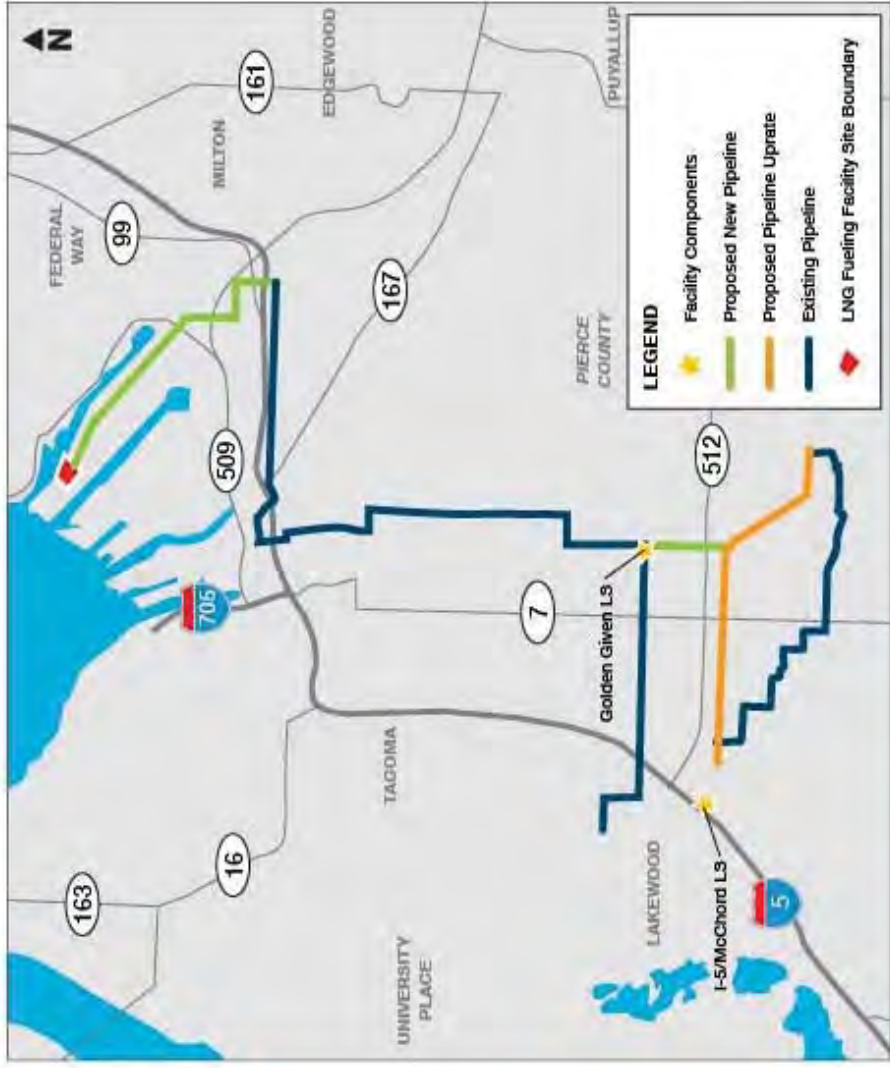 N
163
16
UNIVERSITY
PLACE
TACOMA
705
509
FEDERAL
WAY
99
MILTON
161
EDGEWOOD
167
PUYALLUP
PIERCE
COUNTY
7
Golden Given LS
512
LAKEWOOD
I-5/McChord LS
5
LEGEND
Facility Components
Proposed New Pipeline
Proposed Pipeline Uprate
Existing Pipeline
LNG Fueling Facility Site Boundary